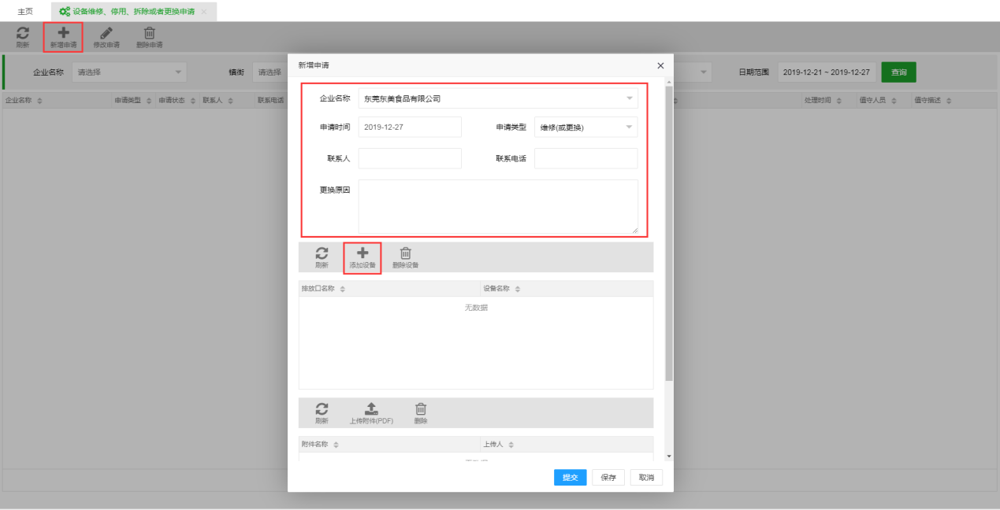 主页 设备维修、停用、拆除或者更换申请
刷新 新增申请 修改申请 删除申请
企业名称 请选择 镇街 请选择 日期范围 2019-12-21 ~ 2019-12-27 查询
企业名称 申请类型 申请状态 联系人 联系电话 处理时间 值守人员 值守描述
新增申请
企业名称 东莞东美食品有限公司
申请时间 2019-12-27 申请类型 维修(或更换)
联系人 联系电话
更换原因
刷新 添加设备 删除设备
排放口名称 设备名称
无数据
刷新 上传附件(PDF) 删除
附件名称 上传人
提交 保存 取消